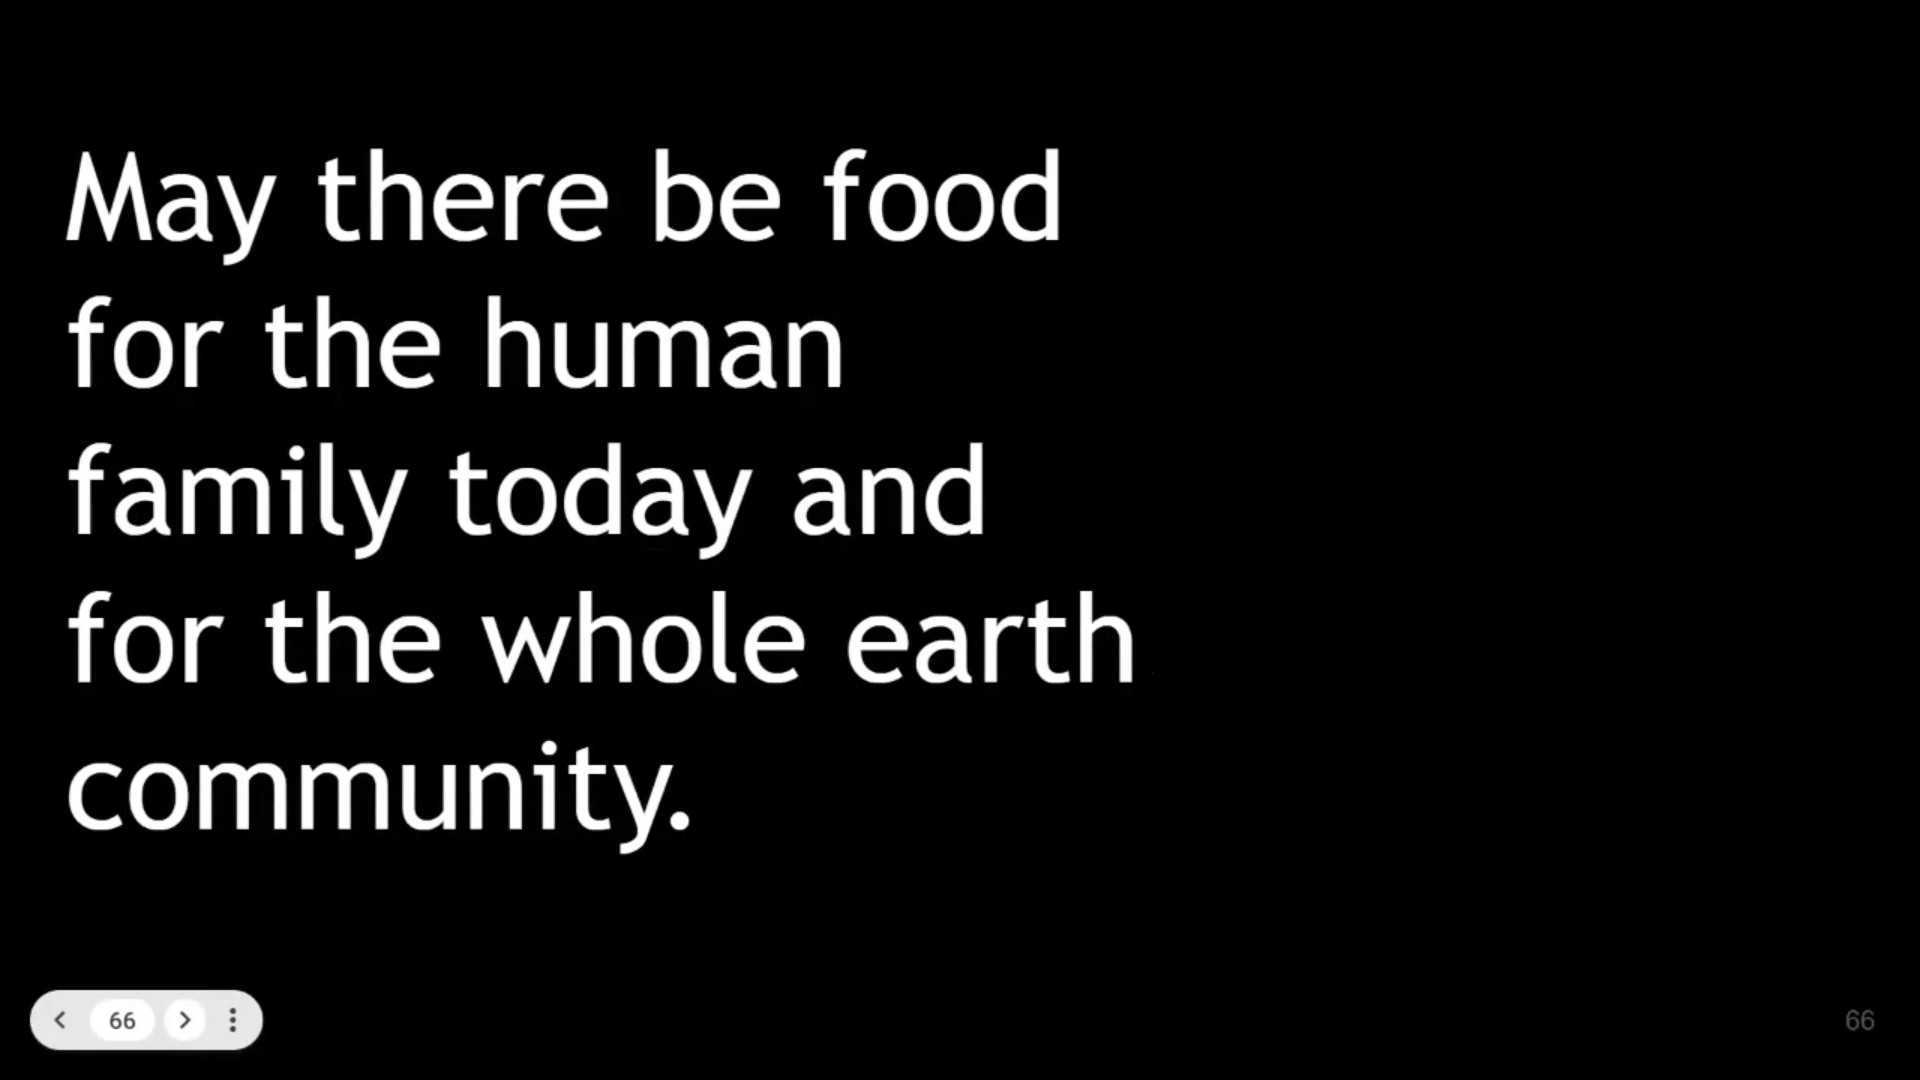 May there be food
for the human
family today and
for the whole earth
community.
66
66